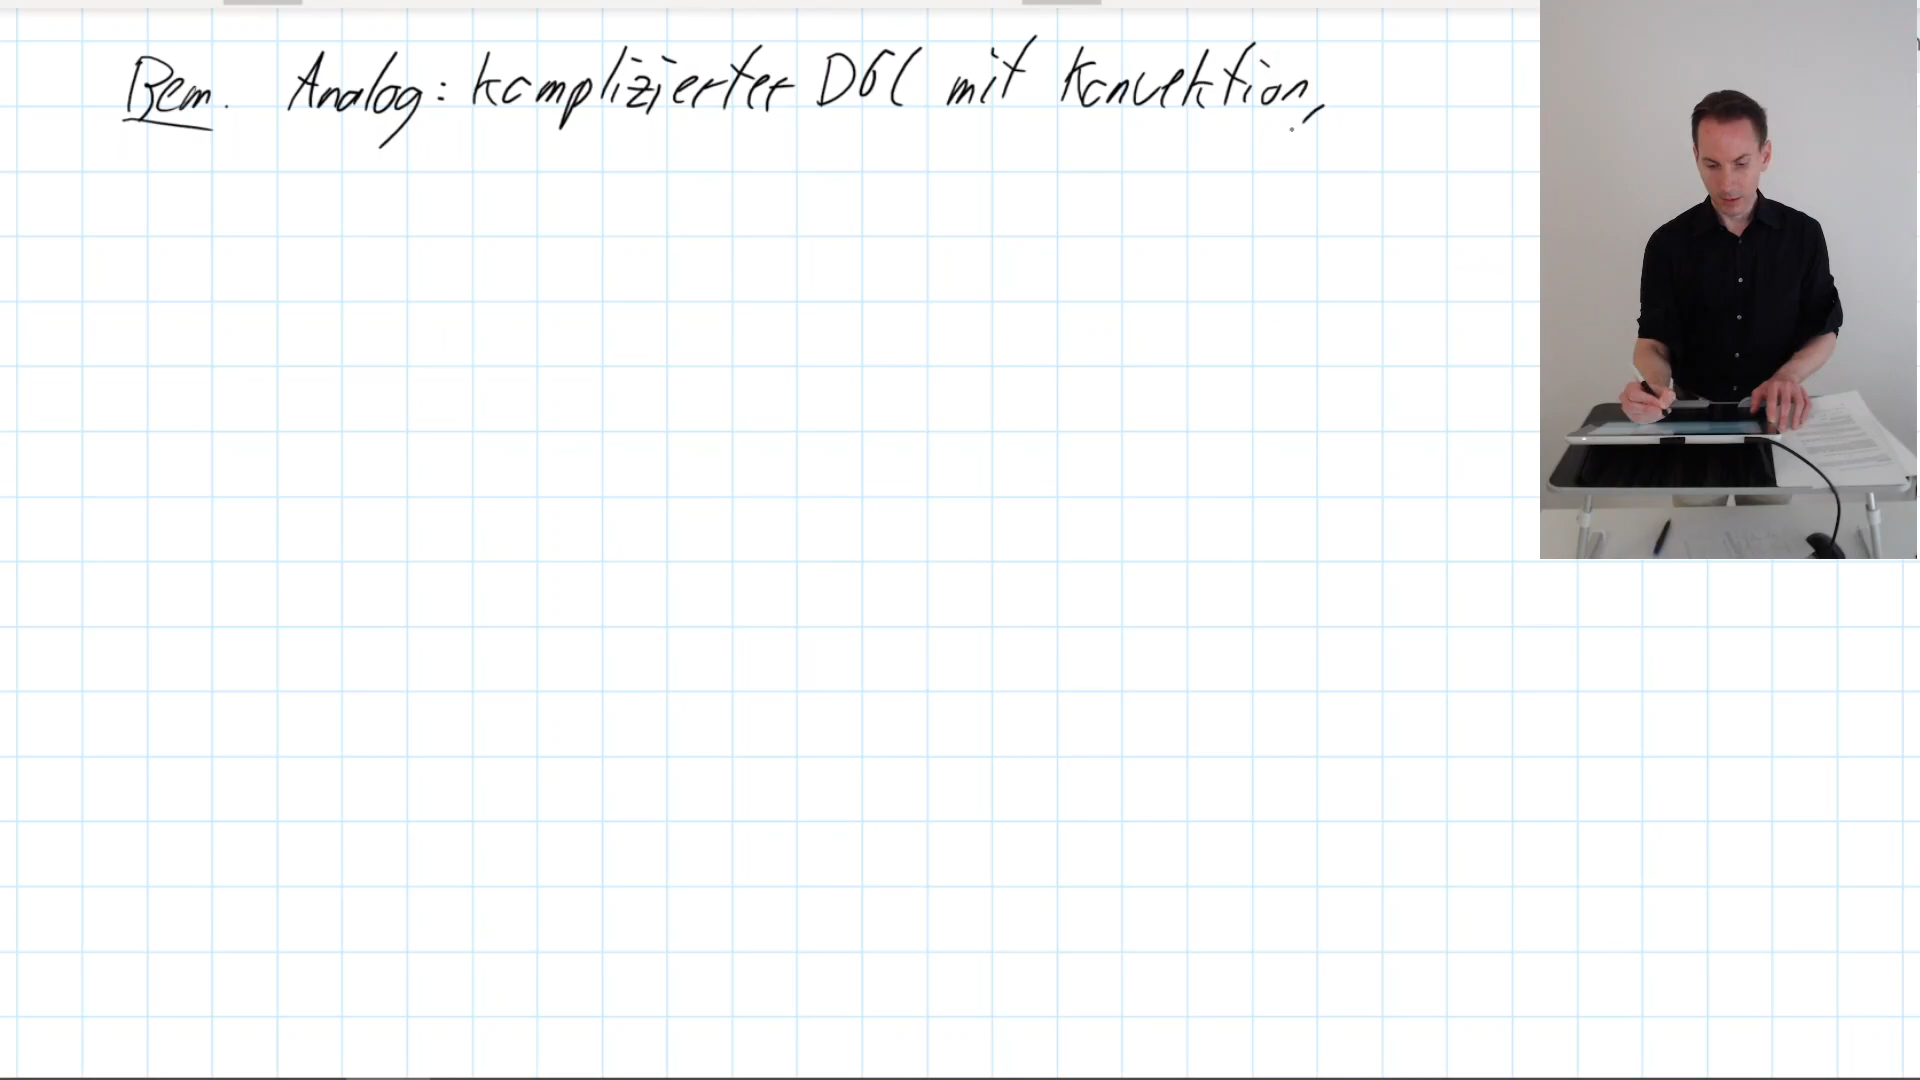 Bem. Analog: komplizierter DGl mit Konvektion,